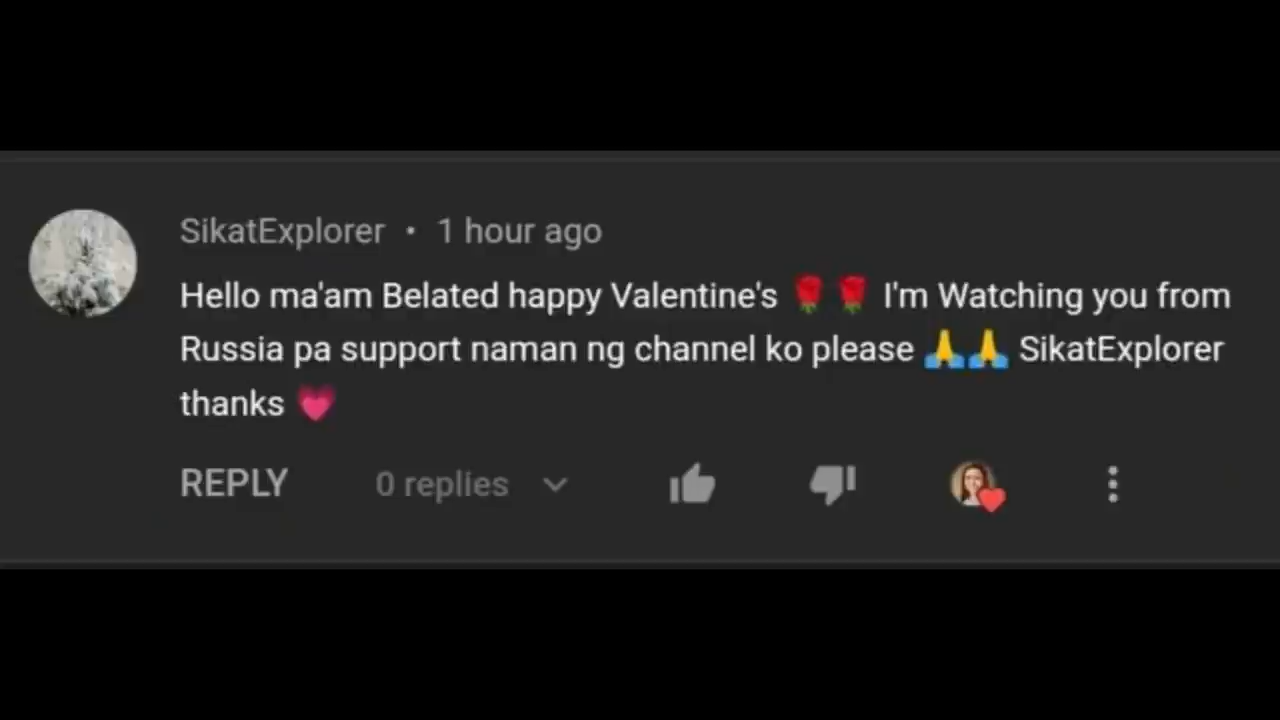 SikatExplorer • 1 hour ago
Hello ma'am Belated happy Valentine's 🌹🌹 I'm Watching you from
Russia pa support naman ng channel ko please 🙏🙏 SikatExplorer
thanks 💗
REPLY 0 replies